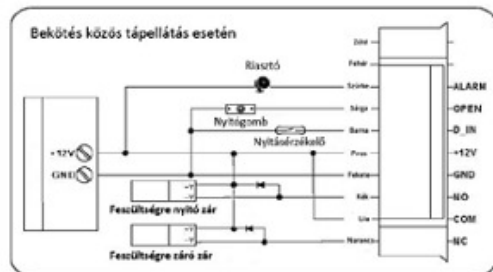 Bekötés közös tápellátás esetén
Zöld
Fehér
Riasztó
Szürke
ALARM
Nyitógomb
Sárga
OPEN
Nyitásérzékelő
Barna
D_IN
+12V
Piros
+12V
GND
Fekete
GND
Feszültségre nyitó zár
Kék
NO
Lila
COM
Feszültségre záró zár
Narancs
NC